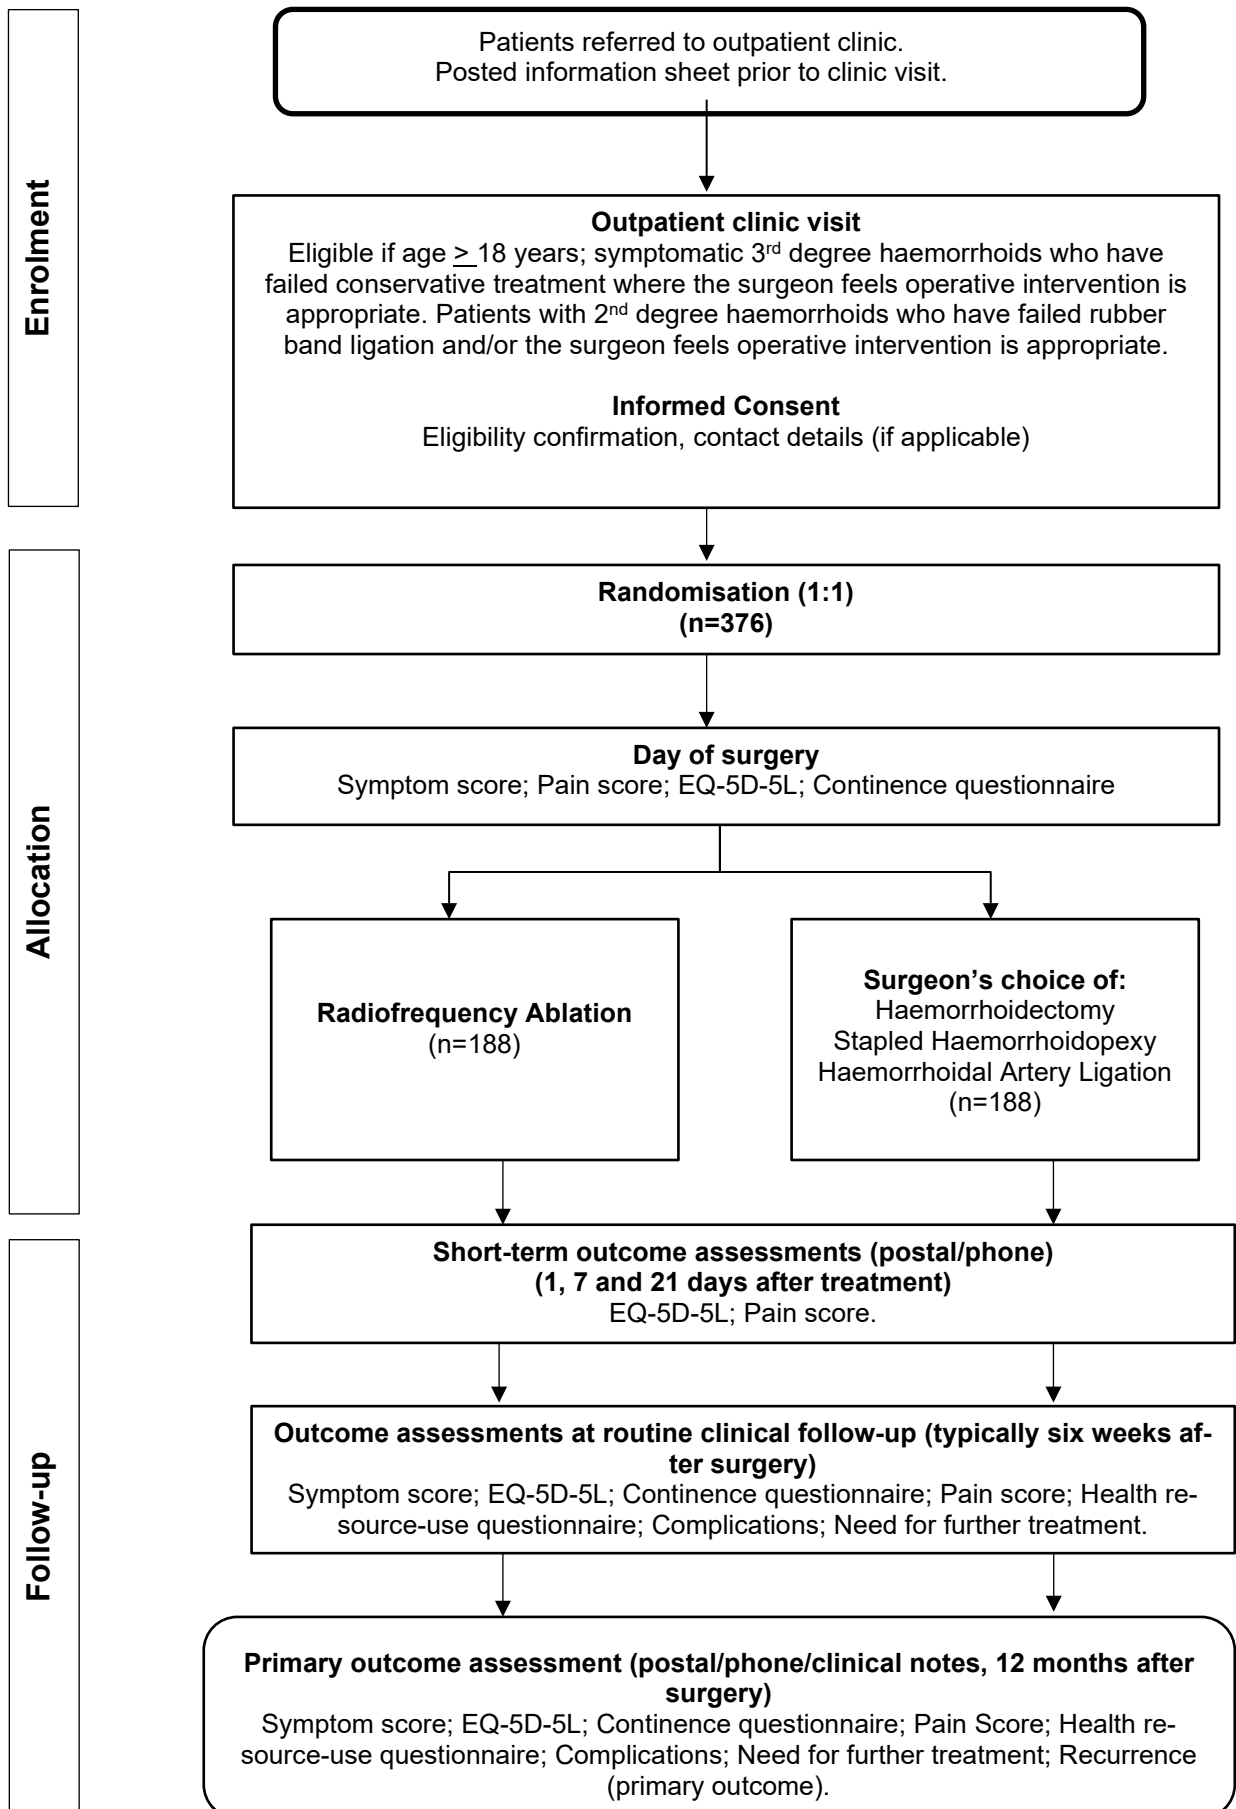 Enrolment
Patients referred to outpatient clinic.
Posted information sheet prior to clinic visit.
Outpatient clinic visit
Eligible if age > 18 years; symptomatic 3rd degree haemorrhoids who have
failed conservative treatment where the surgeon feels operative intervention is
appropriate. Patients with 2nd degree haemorrhoids who have failed rubber
band ligation and/or the surgeon feels operative intervention is appropriate.
Informed Consent
Eligibility confirmation, contact details (if applicable)
Allocation
Randomisation (1:1)
(n=376)
Day of surgery
Symptom score; Pain score; EQ-5D-5L; Continence questionnaire
Radiofrequency Ablation
(n=188)
Surgeon’s choice of:
Haemorrhoidectomy
Stapled Haemorrhoidopexy
Haemorrhoidal Artery Ligation
(n=188)
Follow-up
Short-term outcome assessments (postal/phone)
(1, 7 and 21 days after treatment)
EQ-5D-5L; Pain score.
Outcome assessments at routine clinical follow-up (typically six weeks af-
ter surgery)
Symptom score; EQ-5D-5L; Continence questionnaire; Pain score; Health re-
source-use questionnaire; Complications; Need for further treatment.
Primary outcome assessment (postal/phone/clinical notes, 12 months after
surgery)
Symptom score; EQ-5D-5L; Continence questionnaire; Pain Score; Health re-
source-use questionnaire; Complications; Need for further treatment; Recurrence
(primary outcome).